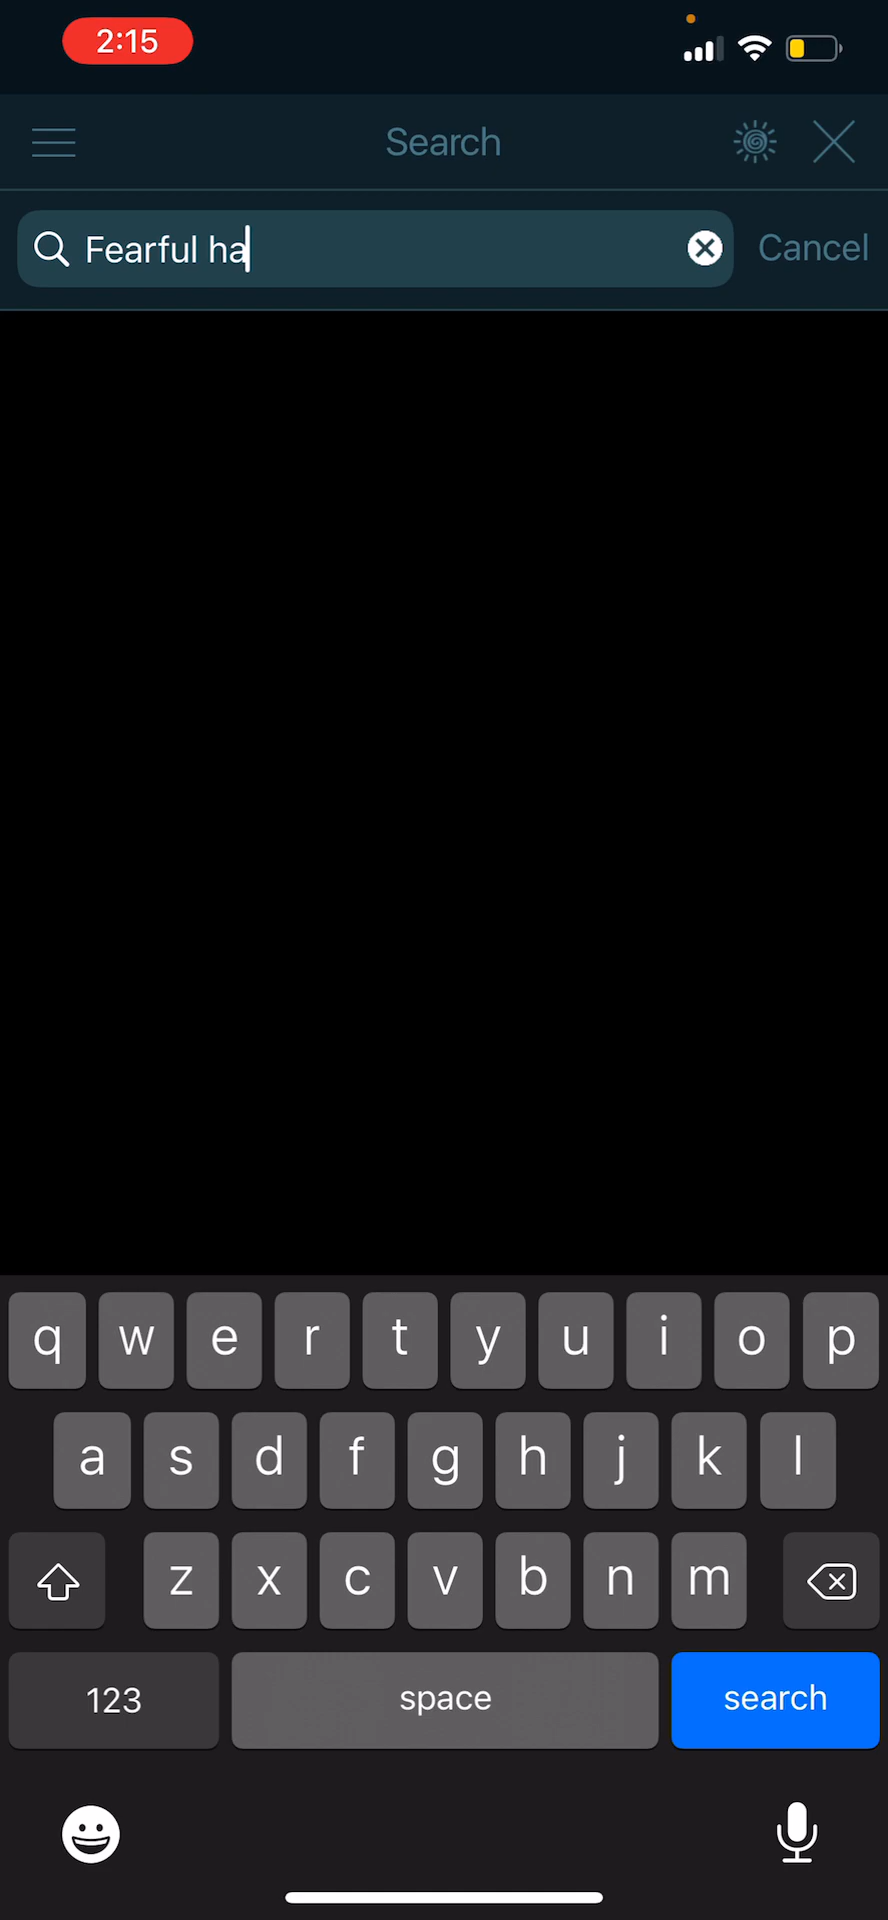 2:15
Search
Fearful ha
Cancel
q w e r t y u i o p
a s d f g h j k l
z x c v b n m
123 space search